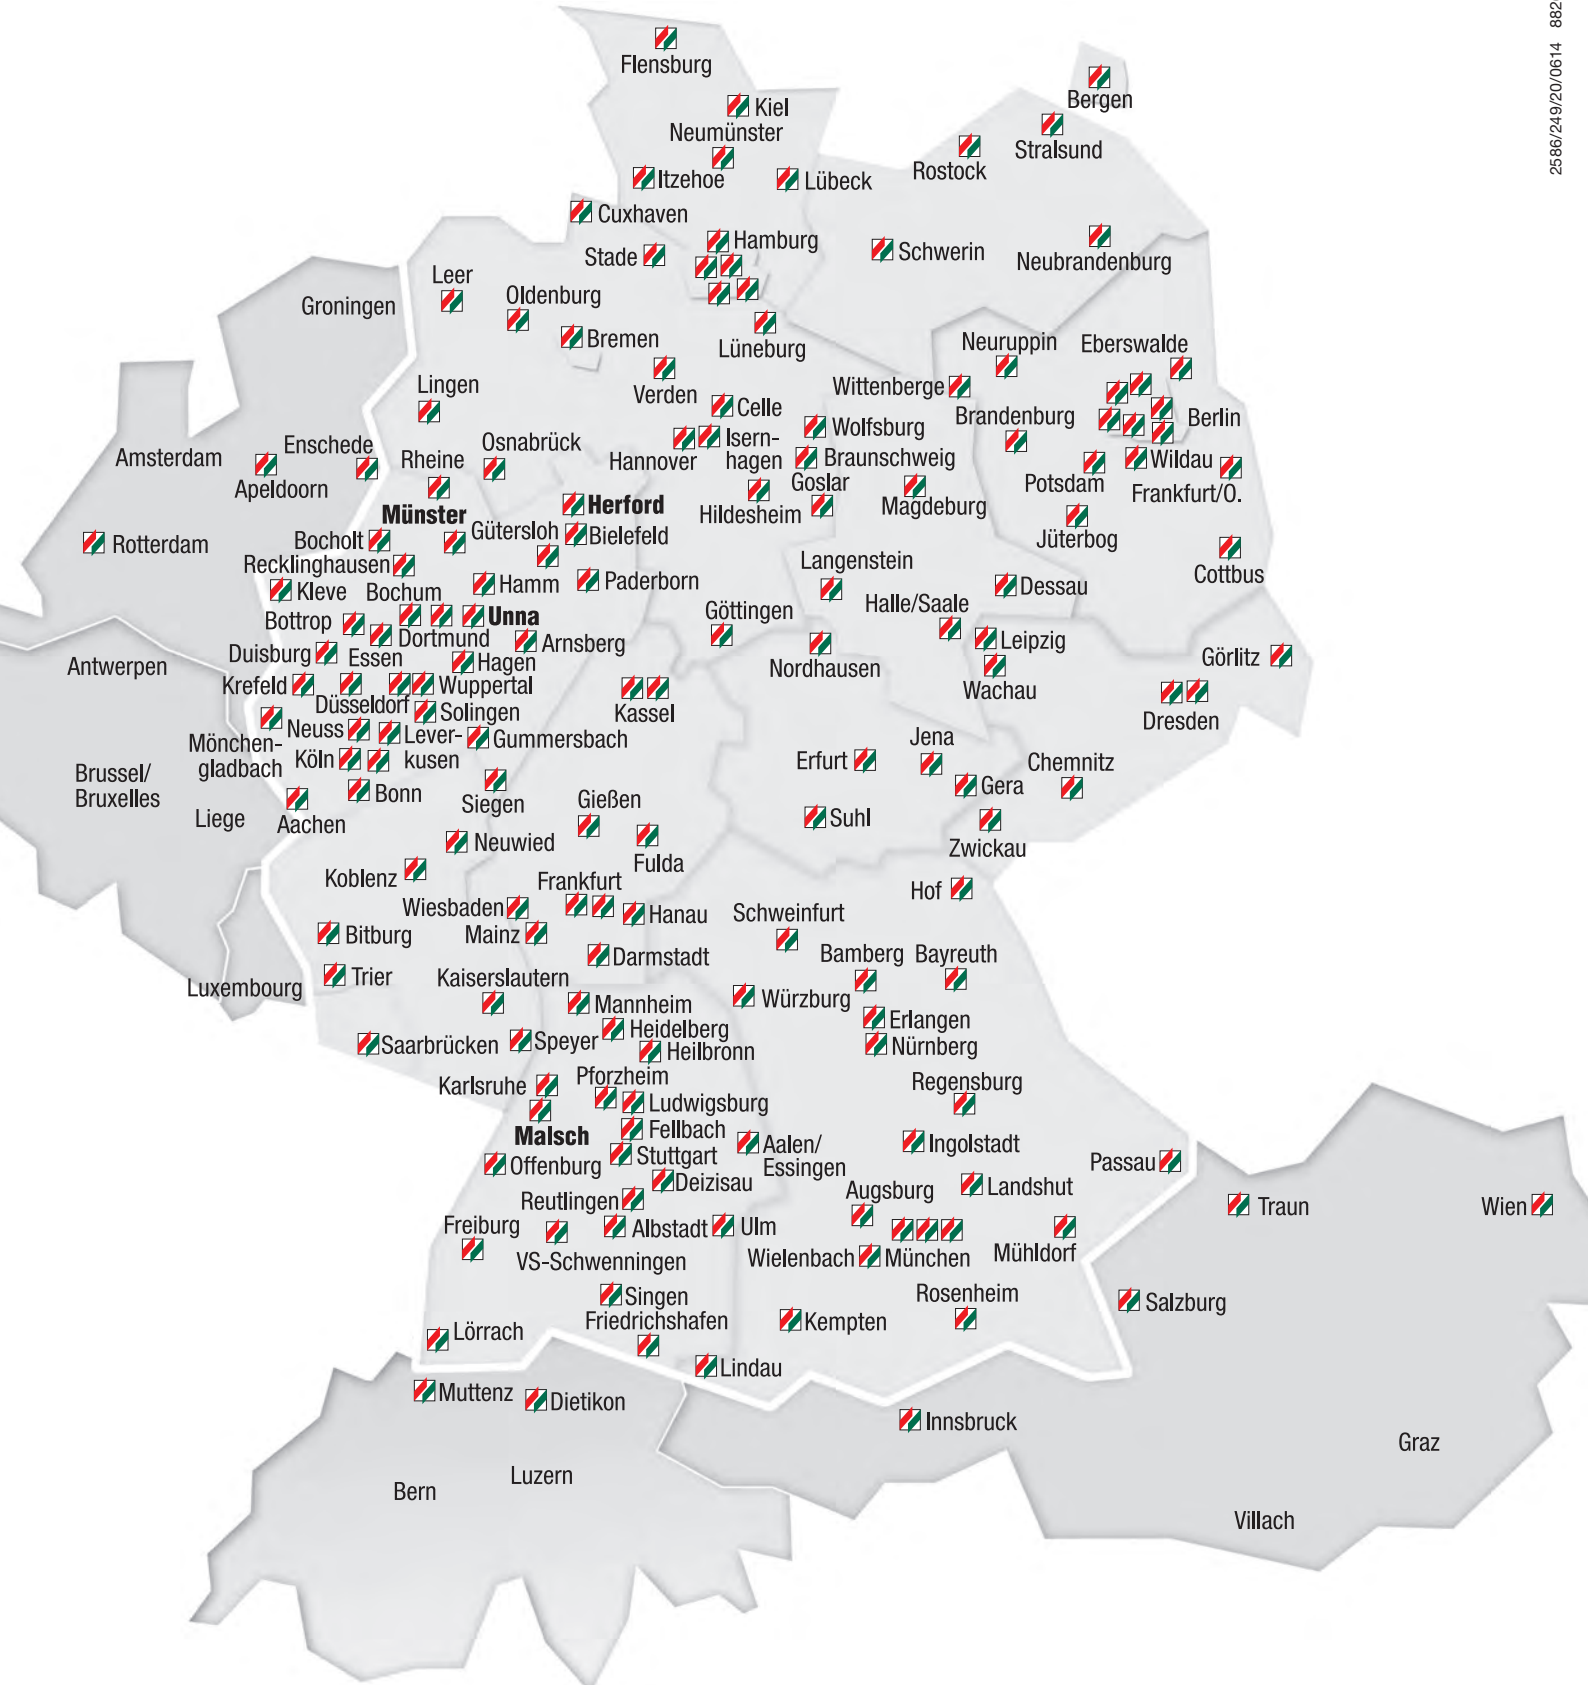 2586/249/20/0614 882
Flensburg
Bergen
Kiel
Neumünster
Stralsund
Rostock
Itzehoe
Lübeck
Cuxhaven
Hamburg
Stade
Schwerin
Neubrandenburg
Leer
Groningen
Oldenburg
Bremen
Lüneburg
Neuruppin
Eberswalde
Verden
Lingen
Wittenberge
Celle
Brandenburg
Berlin
Wolfsburg
Isern-
hagen
Hannover
Osnabrück
Enschede
Amsterdam
Rheine
Apeldoorn
Braunschweig
Wildau
Goslar
Potsdam
Frankfurt/O.
Magdeburg
Hildesheim
Herford
Münster
Gütersloh
Bielefeld
Jüterbog
Rotterdam
Bocholt
Recklinghausen
Langenstein
Cottbus
Kleve
Bochum
Hamm
Paderborn
Dessau
Halle/Saale
Göttingen
Bottrop
Unna
Dortmund
Arnsberg
Leipzig
Duisburg
Essen
Hagen
Antwerpen
Nordhausen
Görlitz
Krefeld
Wuppertal
Wachau
Düsseldorf
Solingen
Kassel
Dresden
Neuss
Lever-
kusen
Gummersbach
Mönchen-
gladbach
Köln
Jena
Erfurt
Chemnitz
Brussel/
Bruxelles
Bonn
Siegen
Gera
Gießen
Liege
Aachen
Suhl
Neuwied
Zwickau
Fulda
Koblenz
Frankfurt
Hof
Wiesbaden
Hanau
Schweinfurt
Bitburg
Mainz
Darmstadt
Bamberg
Bayreuth
Trier
Kaiserslautern
Luxembourg
Mannheim
Würzburg
Erlangen
Heidelberg
Saarbrücken
Speyer
Heilbronn
Nürnberg
Karlsruhe
Pforzheim
Regensburg
Ludwigsburg
Malsch
Fellbach
Aalen/
Essingen
Ingolstadt
Stuttgart
Passau
Offenburg
Deizisau
Landshut
Augsburg
Reutlingen
Traun
Wien
Freiburg
Albstadt
Ulm
VS-Schwenningen
Wielenbach
München
Mühldorf
Singen
Rosenheim
Salzburg
Friedrichshafen
Kempten
Lörrach
Lindau
Muttenz
Dietikon
Innsbruck
Graz
Luzern
Bern
Villach